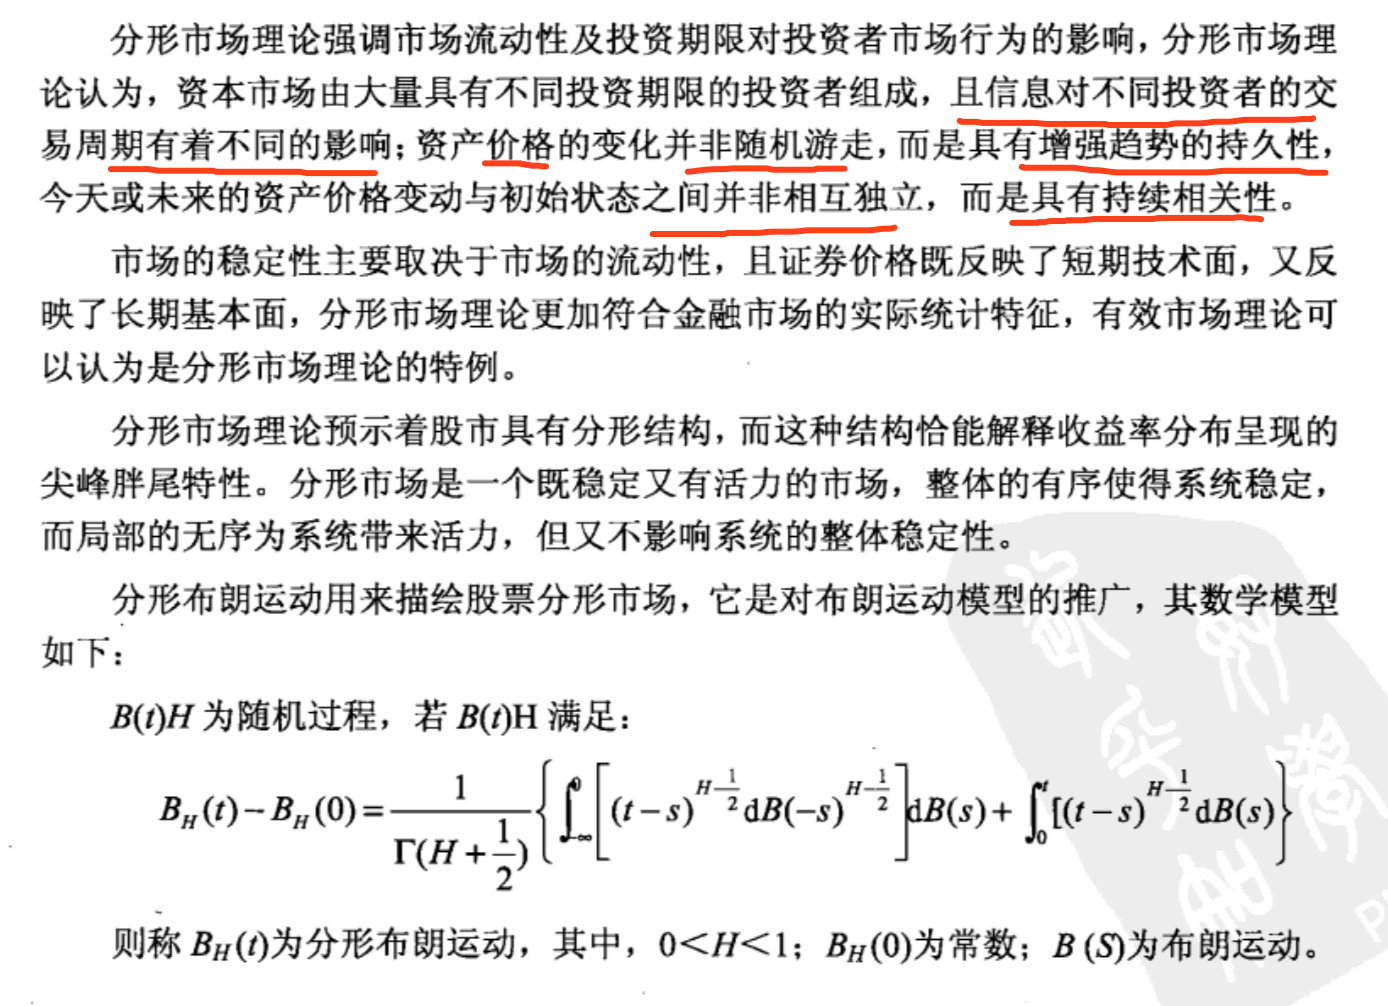 分形市场理论强调市场流动性及投资期限对投资者市场行为的影响，分形市场理
论认为，资本市场由大量具有不同投资期限的投资者组成，且信息对不同投资者的交
易周期有着不同的影响；资产价格的变化并非随机游走，而是具有增强趋势的持久性，
今天或未来的资产价格变动与初始状态之间并非相互独立，而是具有持续相关性。
市场的稳定性主要取决于市场的流动性，且证券价格既反映了短期技术面，又反
映了长期基本面，分形市场理论更加符合金融市场的实际统计特征，有效市场理论可
以认为是分形市场理论的特例。
分形市场理论预示着股市具有分形结构，而这种结构恰能解释收益率分布呈现的
尖峰胖尾特性。分形市场是一个既稳定又有活力的市场，整体的有序使得系统稳定，
而局部的无序为系统带来活力，但又不影响系统的整体稳定性。
分形布朗运动用来描绘股票分形市场，它是对布朗运动模型的推广，其数学模型
如下：
B(t)H 为随机过程，若 B(t)H 满足：
B_H(t)−B_H(0)=\frac{1}{Γ(H+\frac{1}{2})}{∫_{-∞}^{0}[(t−s)^{H−\frac{1}{2}}dB(−s)^{H−\frac{1}{2}}]dB(s)+∫_0^t[(t−s)^{H−\frac{1}{2}}dB(s)}
则称 B_H(t)为分形布朗运动，其中，0＜H＜1；B_H(0)为常数；B (S)为布朗运动。